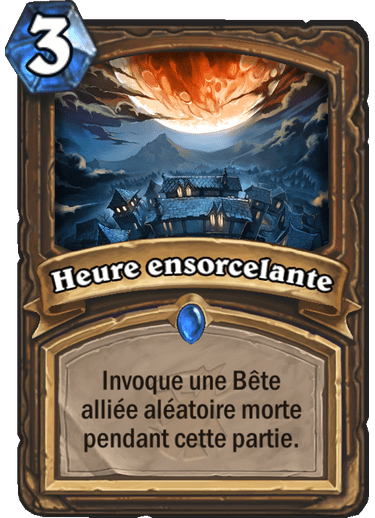 3
Heure ensorcelante
Invoque une Bête
alliée aléatoire morte
pendant cette partie.